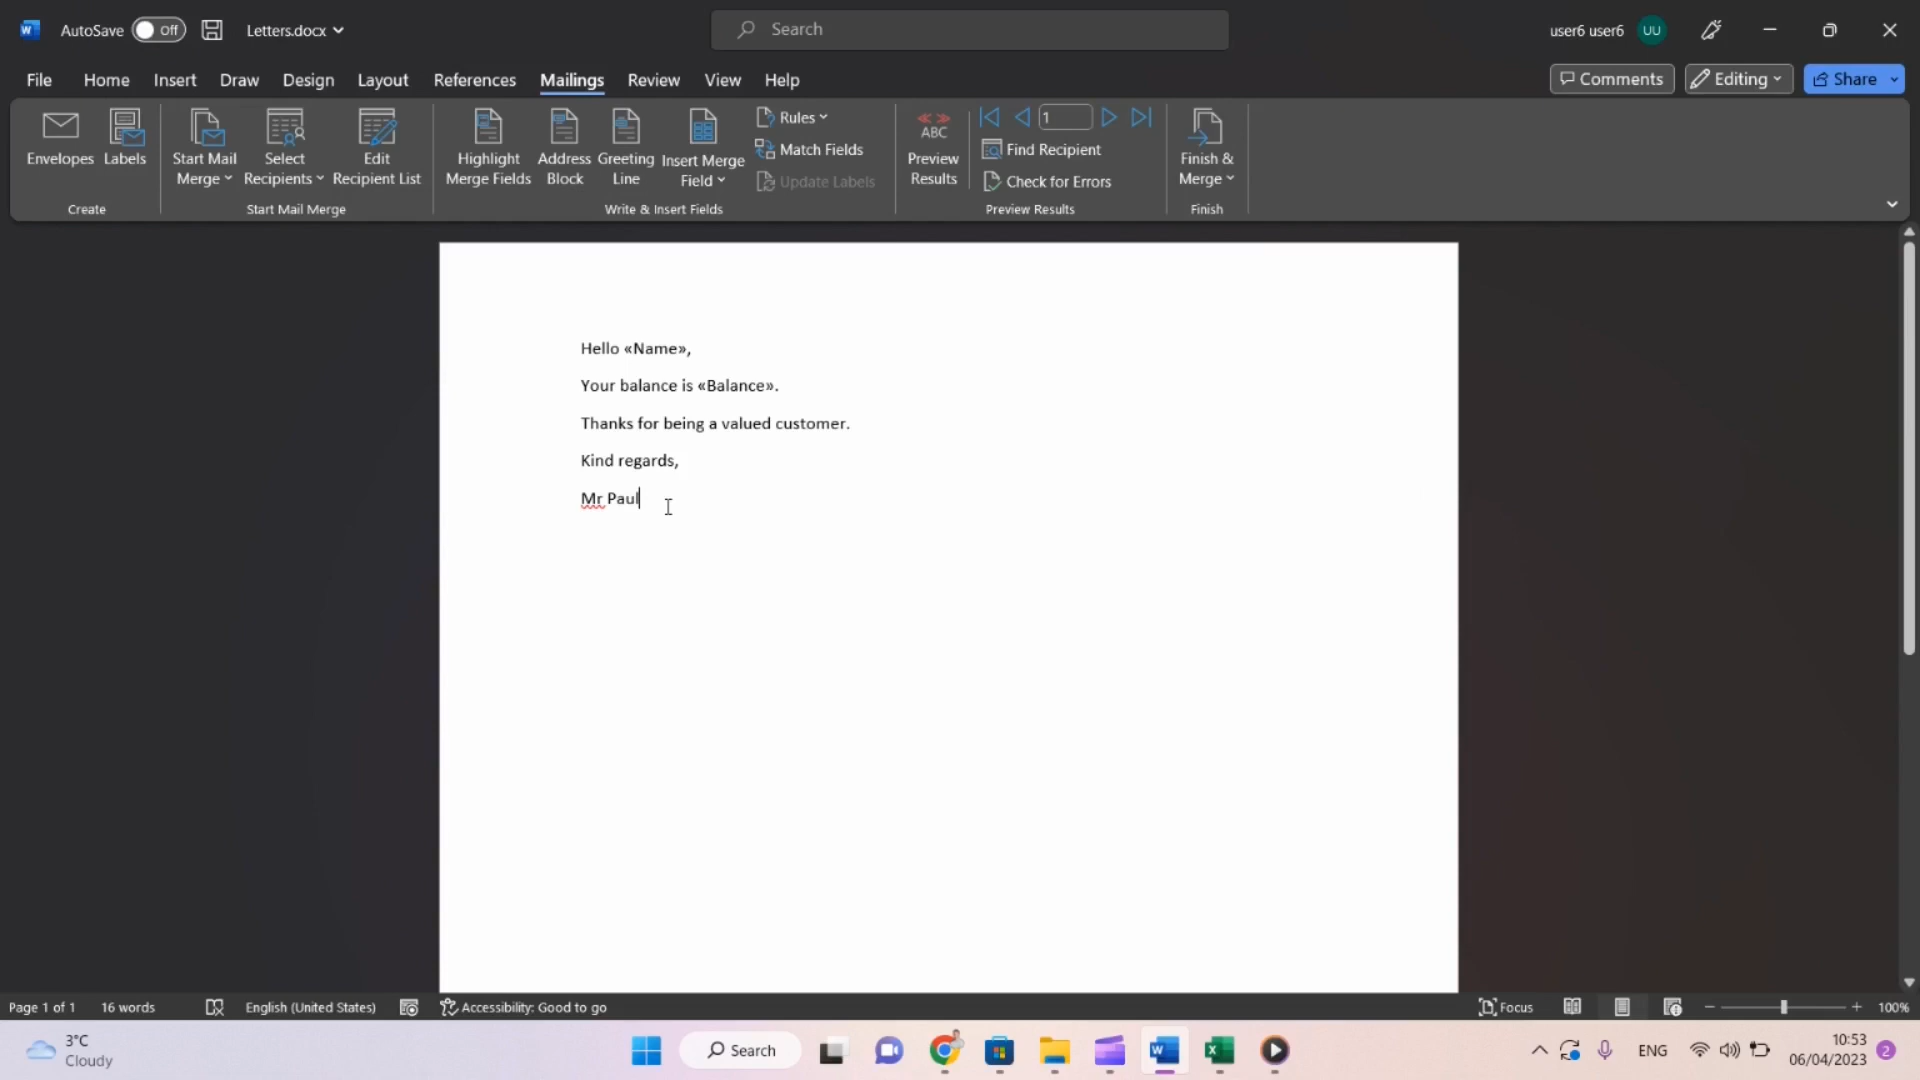 AutoSave Off Letters.docx Search user6 user6 UU
File Home Insert Draw Design Layout References Mailings Review View Help Comments Editing Share
Envelopes Labels
Create
Start Mail Merge
Select Recipients
Edit Recipient List
Start Mail Merge
Highlight Merge Fields
Address Block
Greeting Line
Insert Merge Field
Rules
Match Fields
Update Labels
Write & Insert Fields
ABC
Preview Results
1
Find Recipient
Check for Errors
Preview Results
Finish & Merge
Finish
Hello «Name»,
Your balance is «Balance».
Thanks for being a valued customer.
Kind regards,
Mr Paul
Page 1 of 1 16 words English (United States) Accessibility: Good to go Focus 100%
3°C
Cloudy
Search
ENG
10:53
06/04/2023
2